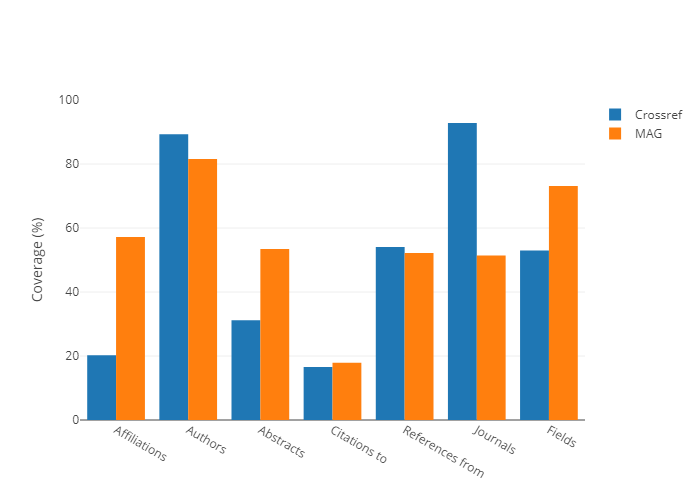 100
80
60
40
20
0
Coverage (%)
Affiliations
Authors
Abstracts
Citations to
References from
Journals
Fields
Crossref
MAG